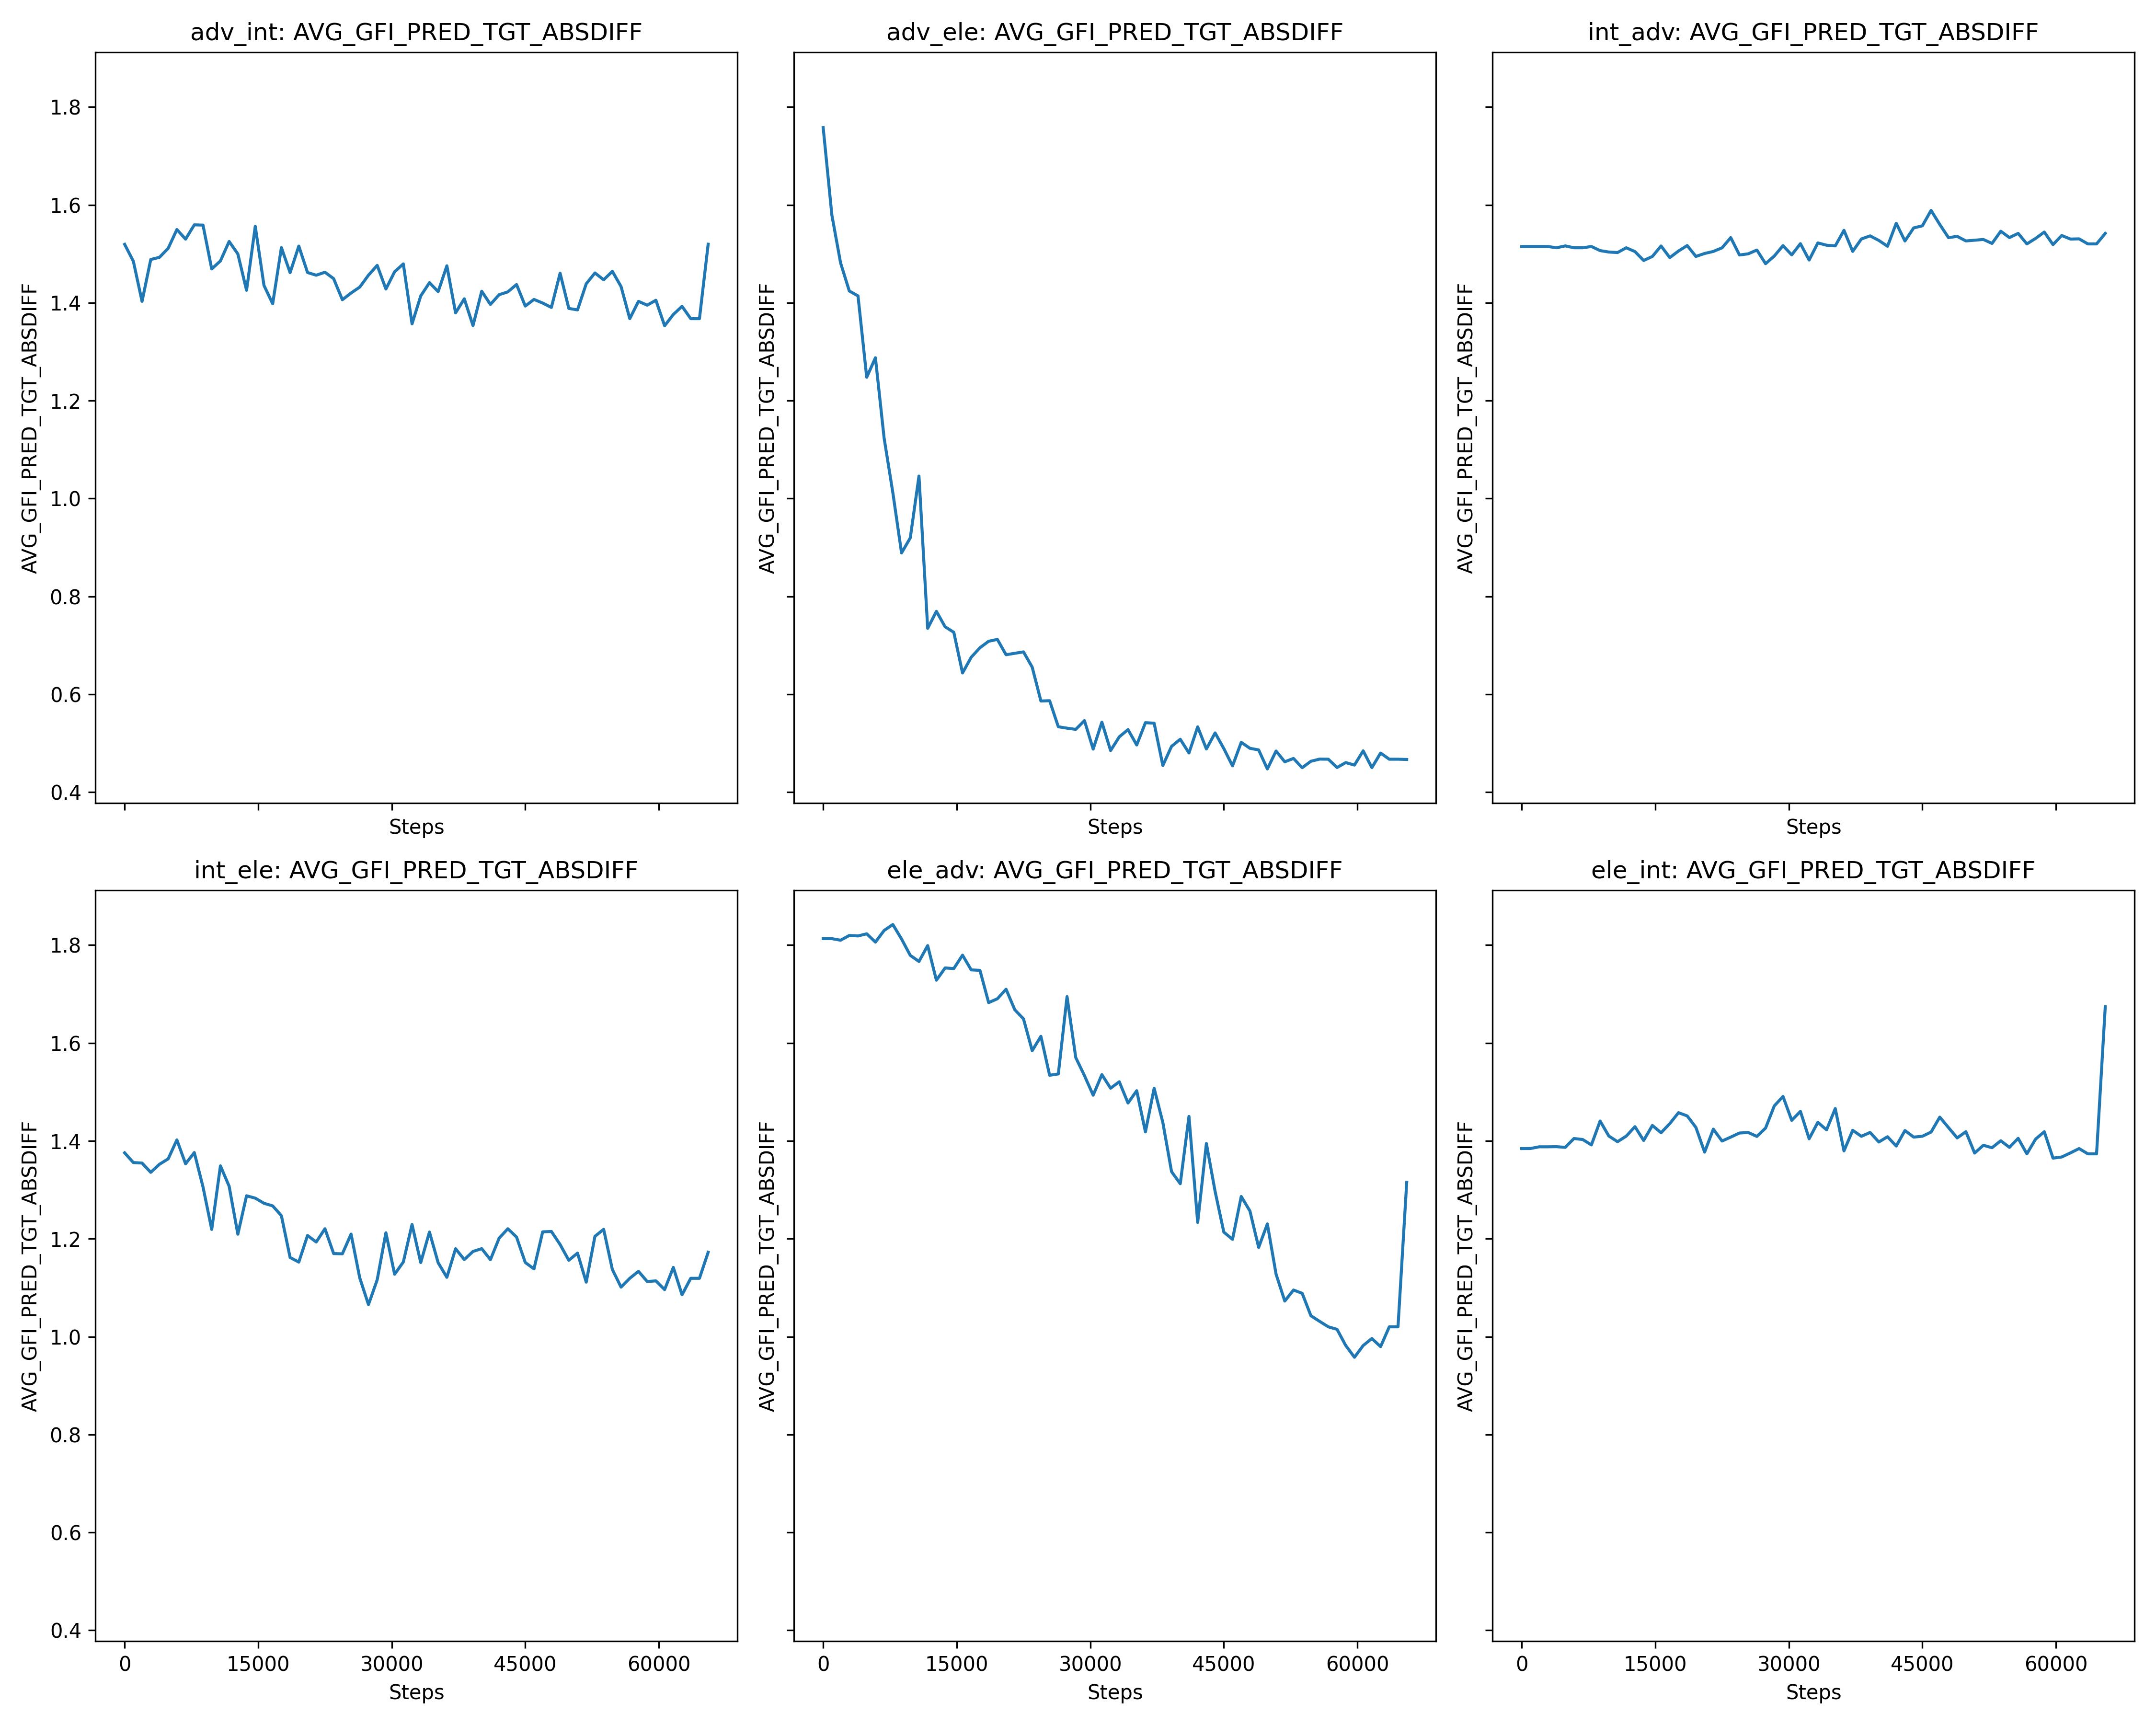 adv_int: AVG_GFI_PRED_TGT_ABSDIFF
adv_ele: AVG_GFI_PRED_TGT_ABSDIFF
int_adv: AVG_GFI_PRED_TGT_ABSDIFF
AVG_GFI_PRED_TGT_ABSDIFF
1.8
1.6
1.4
1.2
1.0
0.8
0.6
0.4
Steps
AVG_GFI_PRED_TGT_ABSDIFF
Steps
AVG_GFI_PRED_TGT_ABSDIFF
Steps
int_ele: AVG_GFI_PRED_TGT_ABSDIFF
ele_adv: AVG_GFI_PRED_TGT_ABSDIFF
ele_int: AVG_GFI_PRED_TGT_ABSDIFF
AVG_GFI_PRED_TGT_ABSDIFF
1.8
1.6
1.4
1.2
1.0
0.8
0.6
0.4
0 15000 30000 45000 60000
Steps
AVG_GFI_PRED_TGT_ABSDIFF
0 15000 30000 45000 60000
Steps
AVG_GFI_PRED_TGT_ABSDIFF
0 15000 30000 45000 60000
Steps